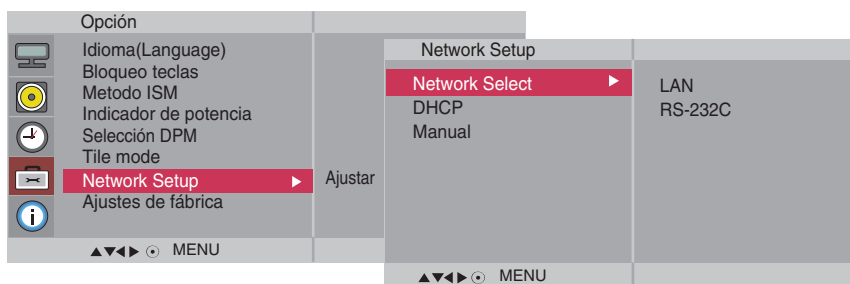 Opción
Idioma(Language)
Bloqueo teclas
Metodo ISM
Indicador de potencia
Selección DPM
Tile mode
Network Setup
Ajustar
Ajustes de fábrica
MENU
Network Setup
Network Select
LAN
DHCP
RS-232C
Manual
MENU